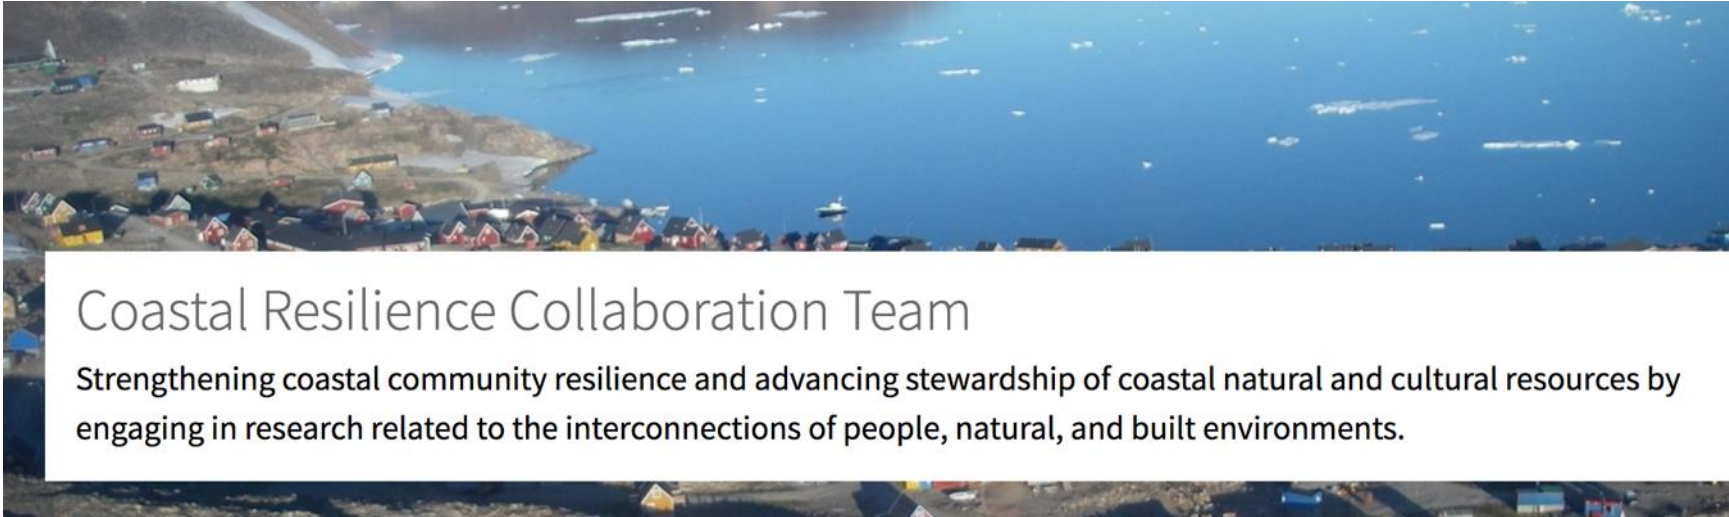 Coastal Resilience Collaboration Team
Strengthening coastal community resilience and advancing stewardship of coastal natural and cultural resources by
engaging in research related to the interconnections of people, natural, and built environments.